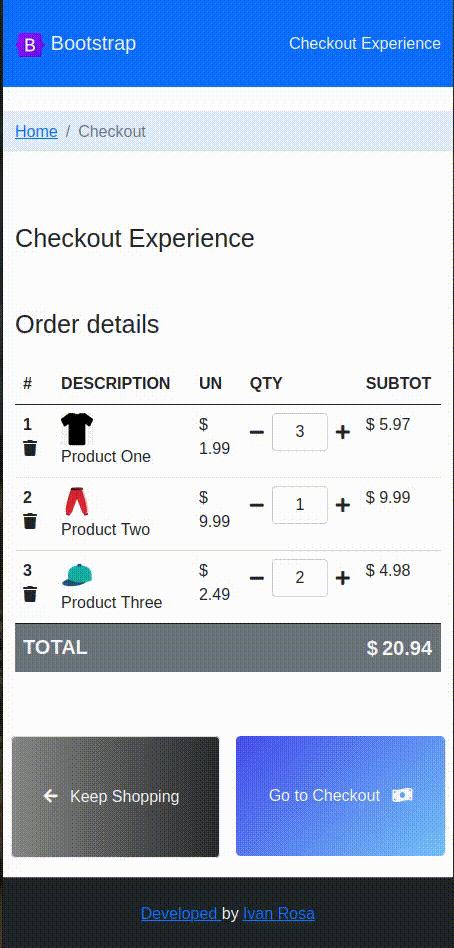 B Bootstrap Checkout Experience
Home / Checkout
Checkout Experience
Order details
# DESCRIPTION UN QTY SUBTOT
1 $ 1.99 3 $ 5.97
Product One
2 $ 9.99 1 $ 9.99
Product Two
3 $ 2.49 2 $ 4.98
Product Three
TOTAL $ 20.94
Keep Shopping Go to Checkout
Developed by Ivan Rosa